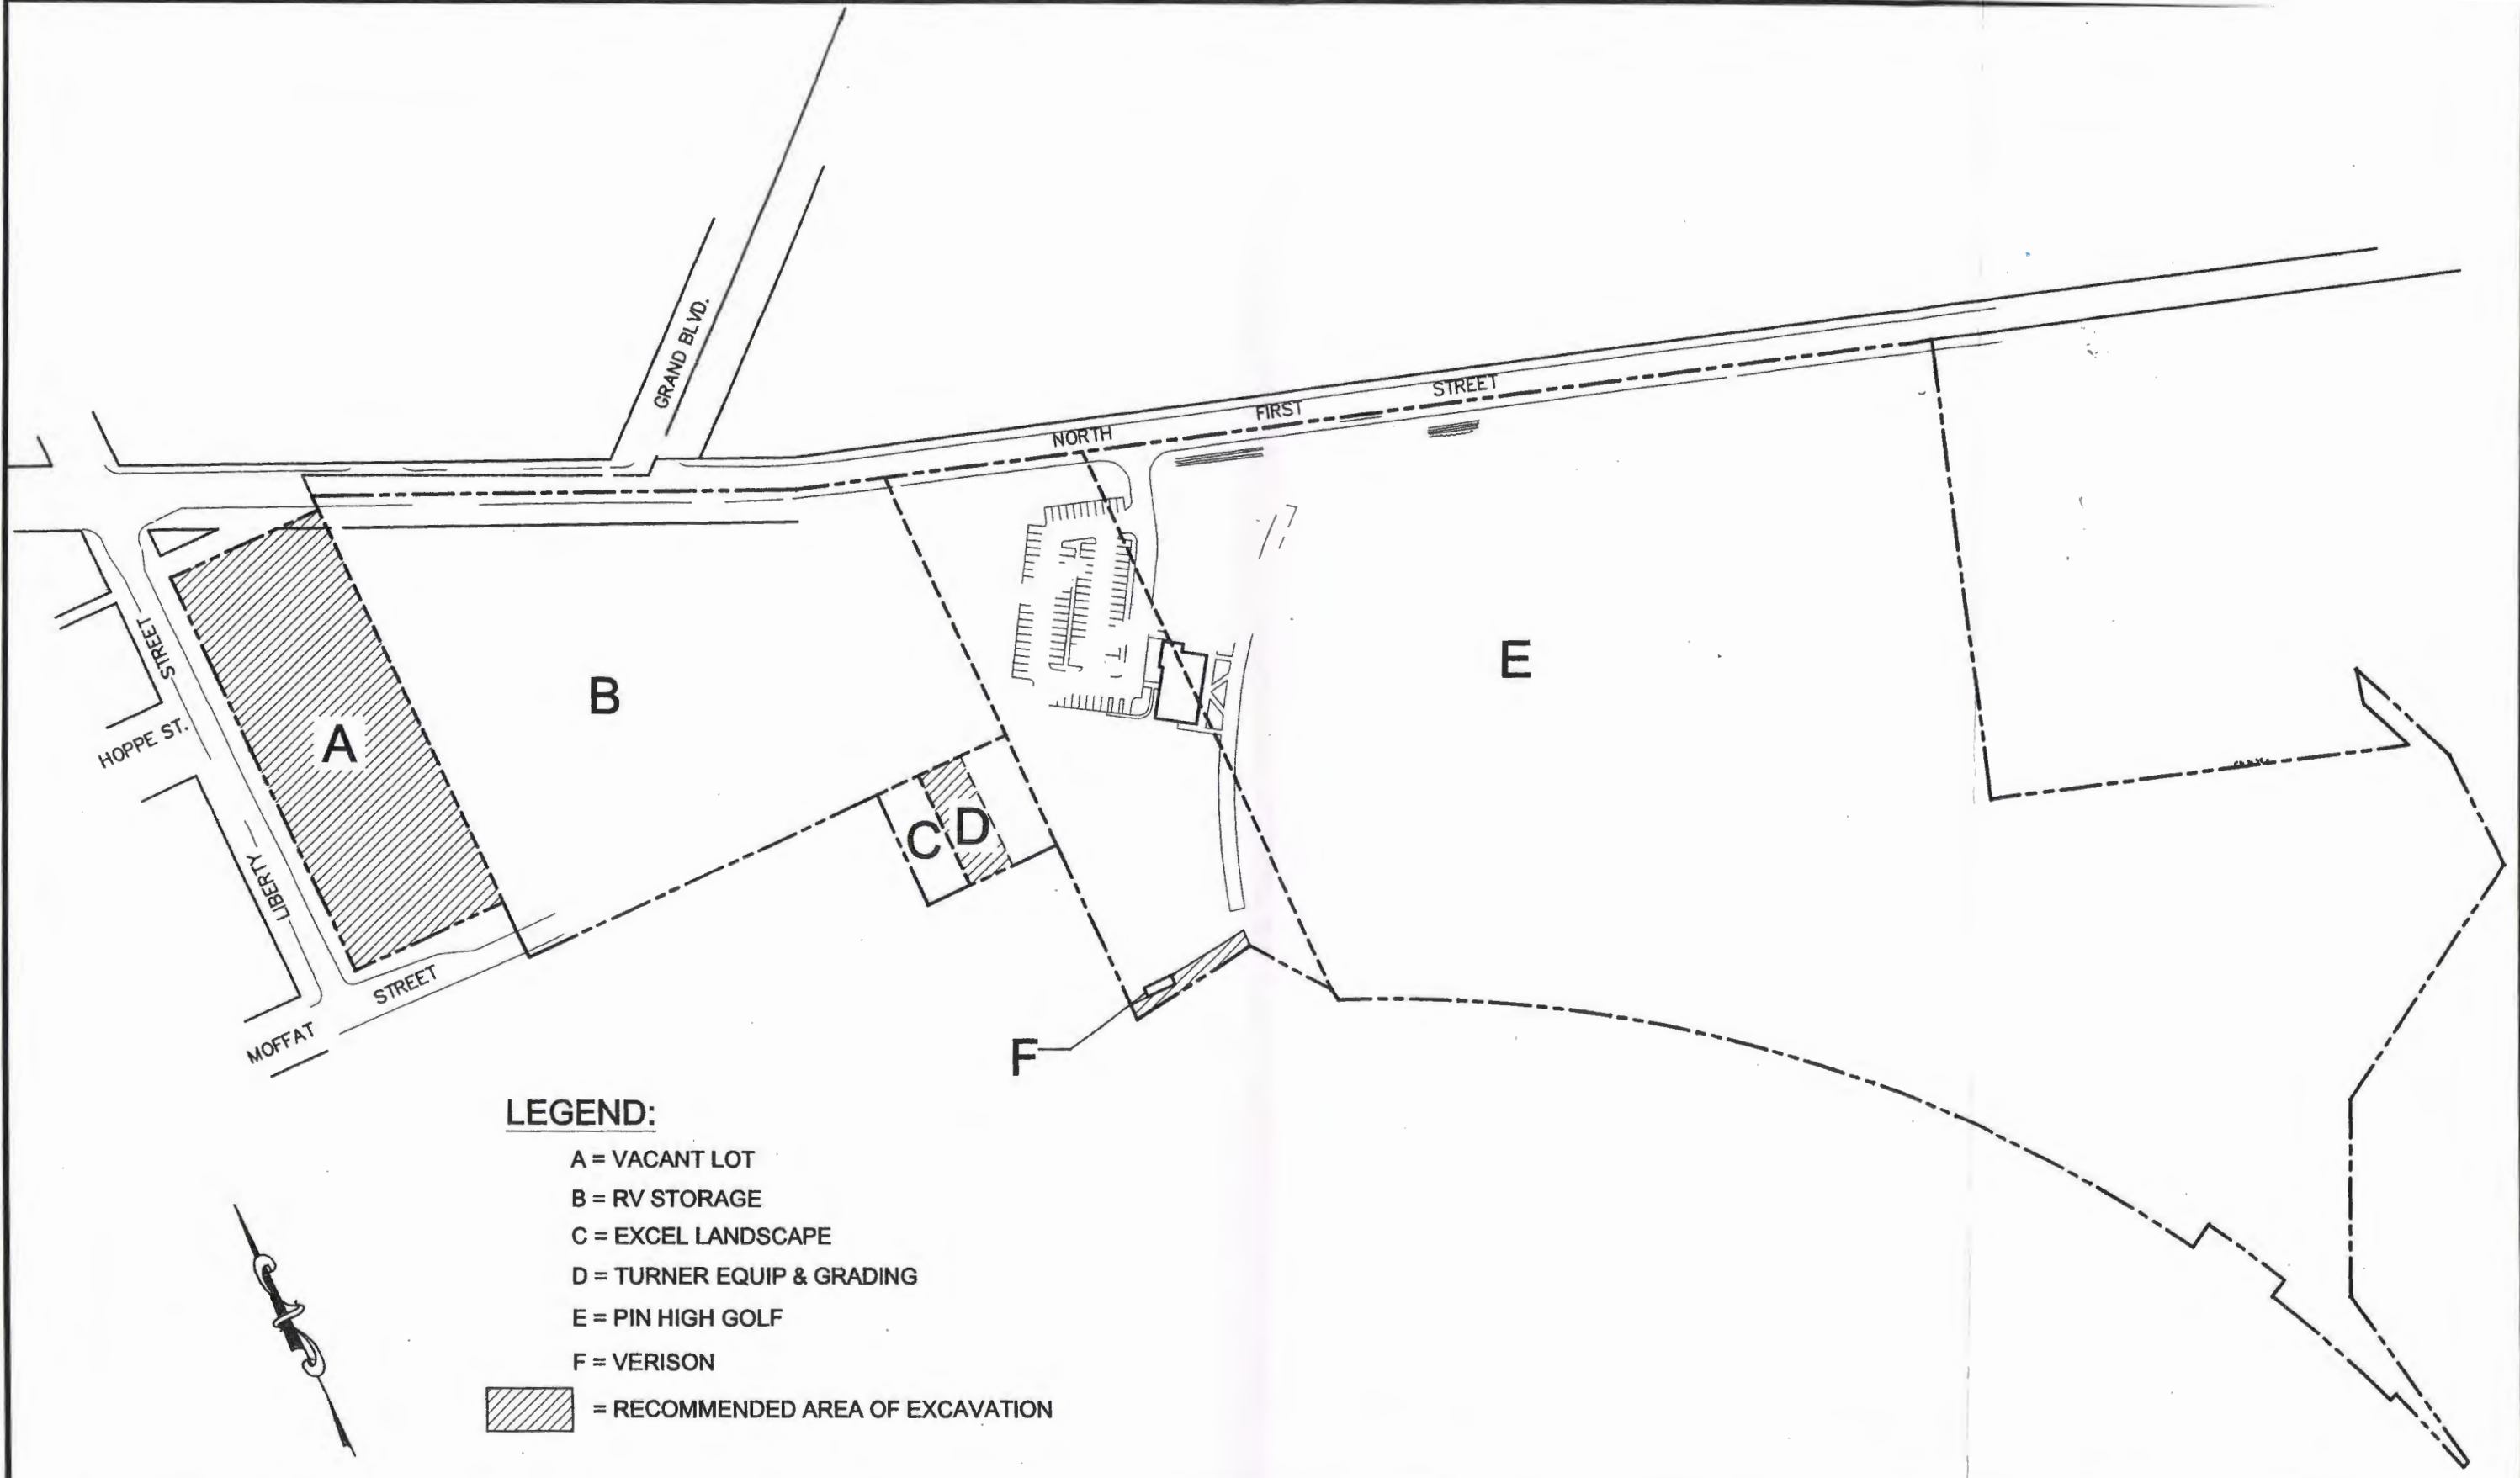 GRAND BLVD.
NORTH FIRST STREET
STREET
HOPPE ST.
LIBERTY
STREET
MOFFAT
A
B
C
D
E
F
LEGEND:
A = VACANT LOT
B = RV STORAGE
C = EXCEL LANDSCAPE
D = TURNER EQUIP & GRADING
E = PIN HIGH GOLF
F = VERISON
= RECOMMENDED AREA OF EXCAVATION